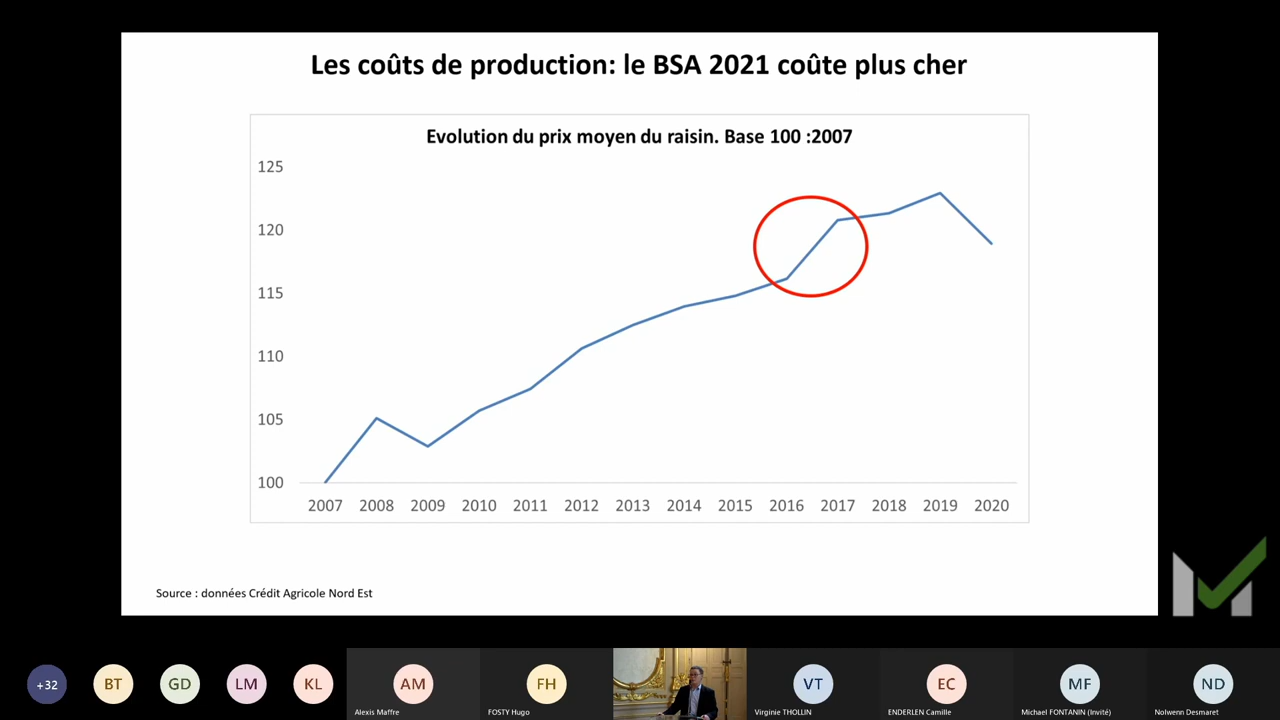 Les coûts de production: le BSA 2021 coûte plus cher
Evolution du prix moyen du raisin. Base 100 :2007
125
120
115
110
105
100
2007 2008 2009 2010 2011 2012 2013 2014 2015 2016 2017 2018 2019 2020
Source : données Crédit Agricole Nord Est
M
+32 BT GD LM KL AM FH VT EC MF ND
Alexis Maffre FOSTY Hugo Virginie THOLLIN ENDERLEN Camille Michael FONTANIN (Invité) Nolwenn Desmaret